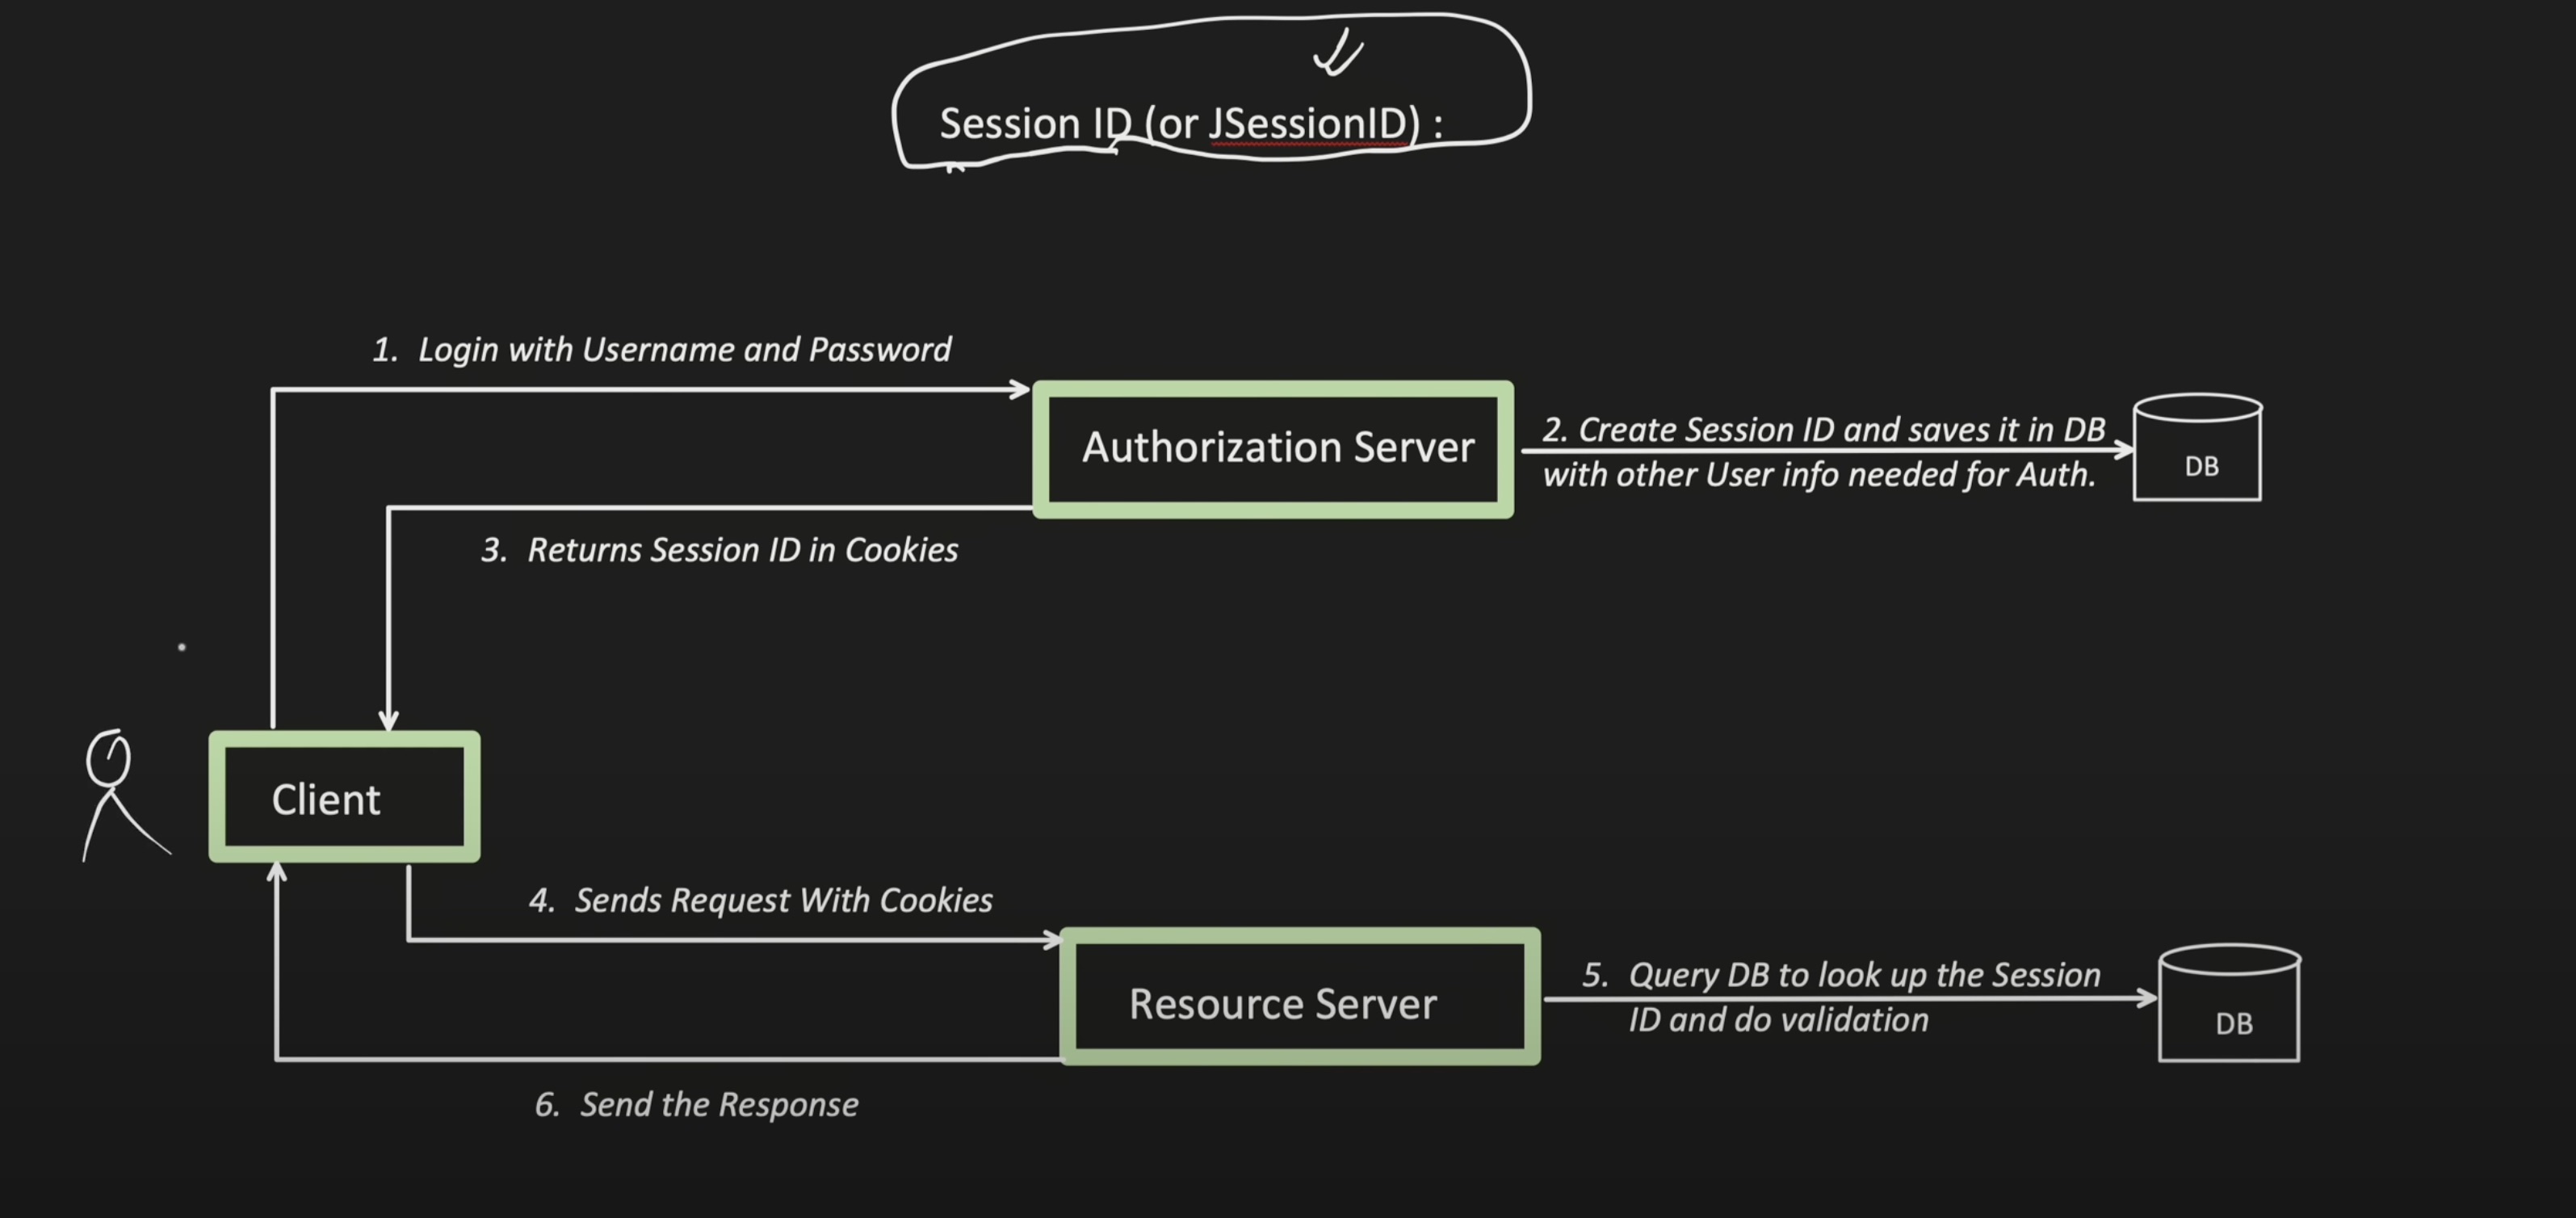 Session ID (or JSessionID) :
1. Login with Username and Password
Authorization Server
2. Create Session ID and saves it in DB
with other User info needed for Auth.
DB
3. Returns Session ID in Cookies
Client
4. Sends Request With Cookies
Resource Server
5. Query DB to look up the Session
ID and do validation
DB
6. Send the Response